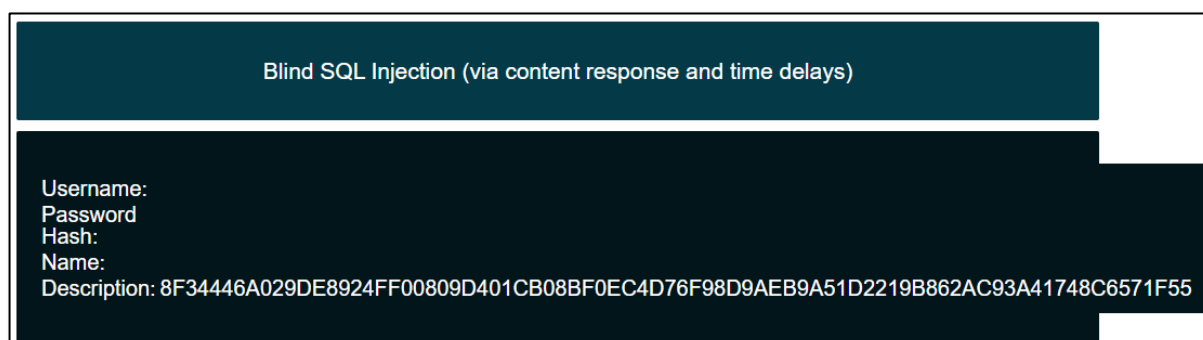 Blind SQL Injection (via content response and time delays)
Username:
Password
Hash:
Name:
Description: 8F34446A029DE8924FF00809D401CB08BF0EC4D76F98D9AEB9A51D2219B862AC93A41748C6571F55